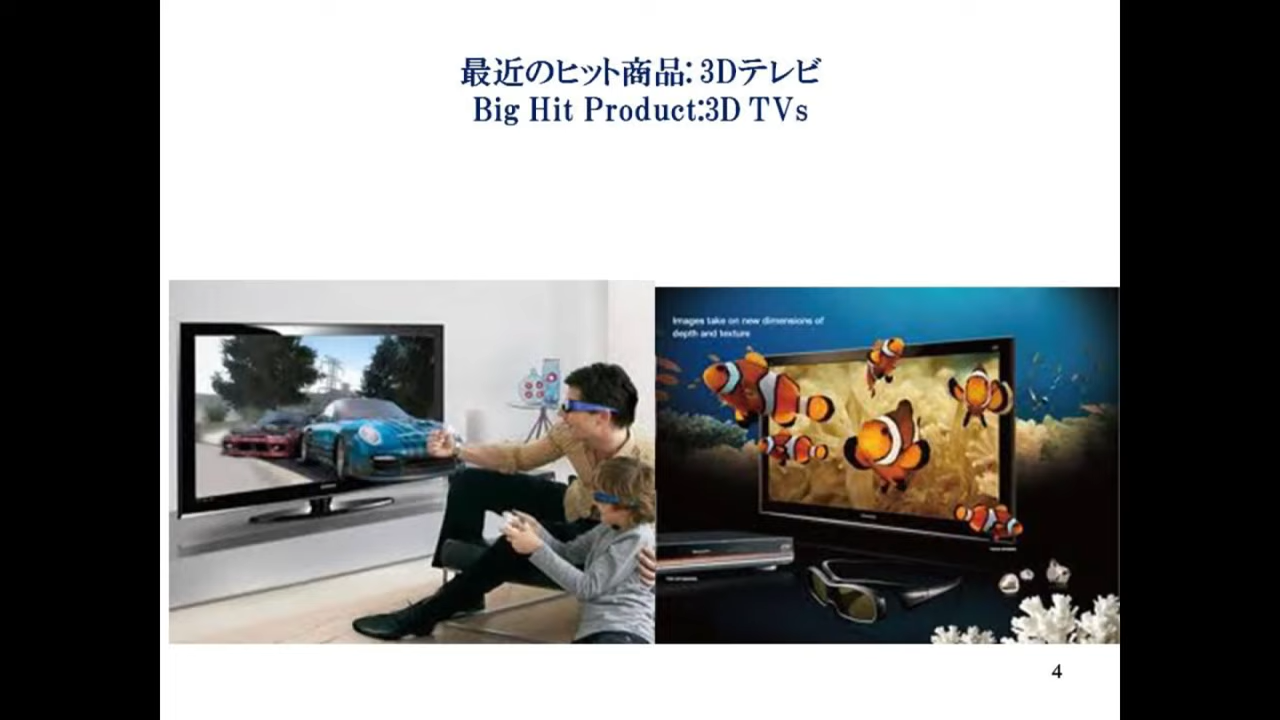 最近のヒット商品: 3Dテレビ
Big Hit Product:3D TVs
Images take on new dimensions of
depth and texture
4